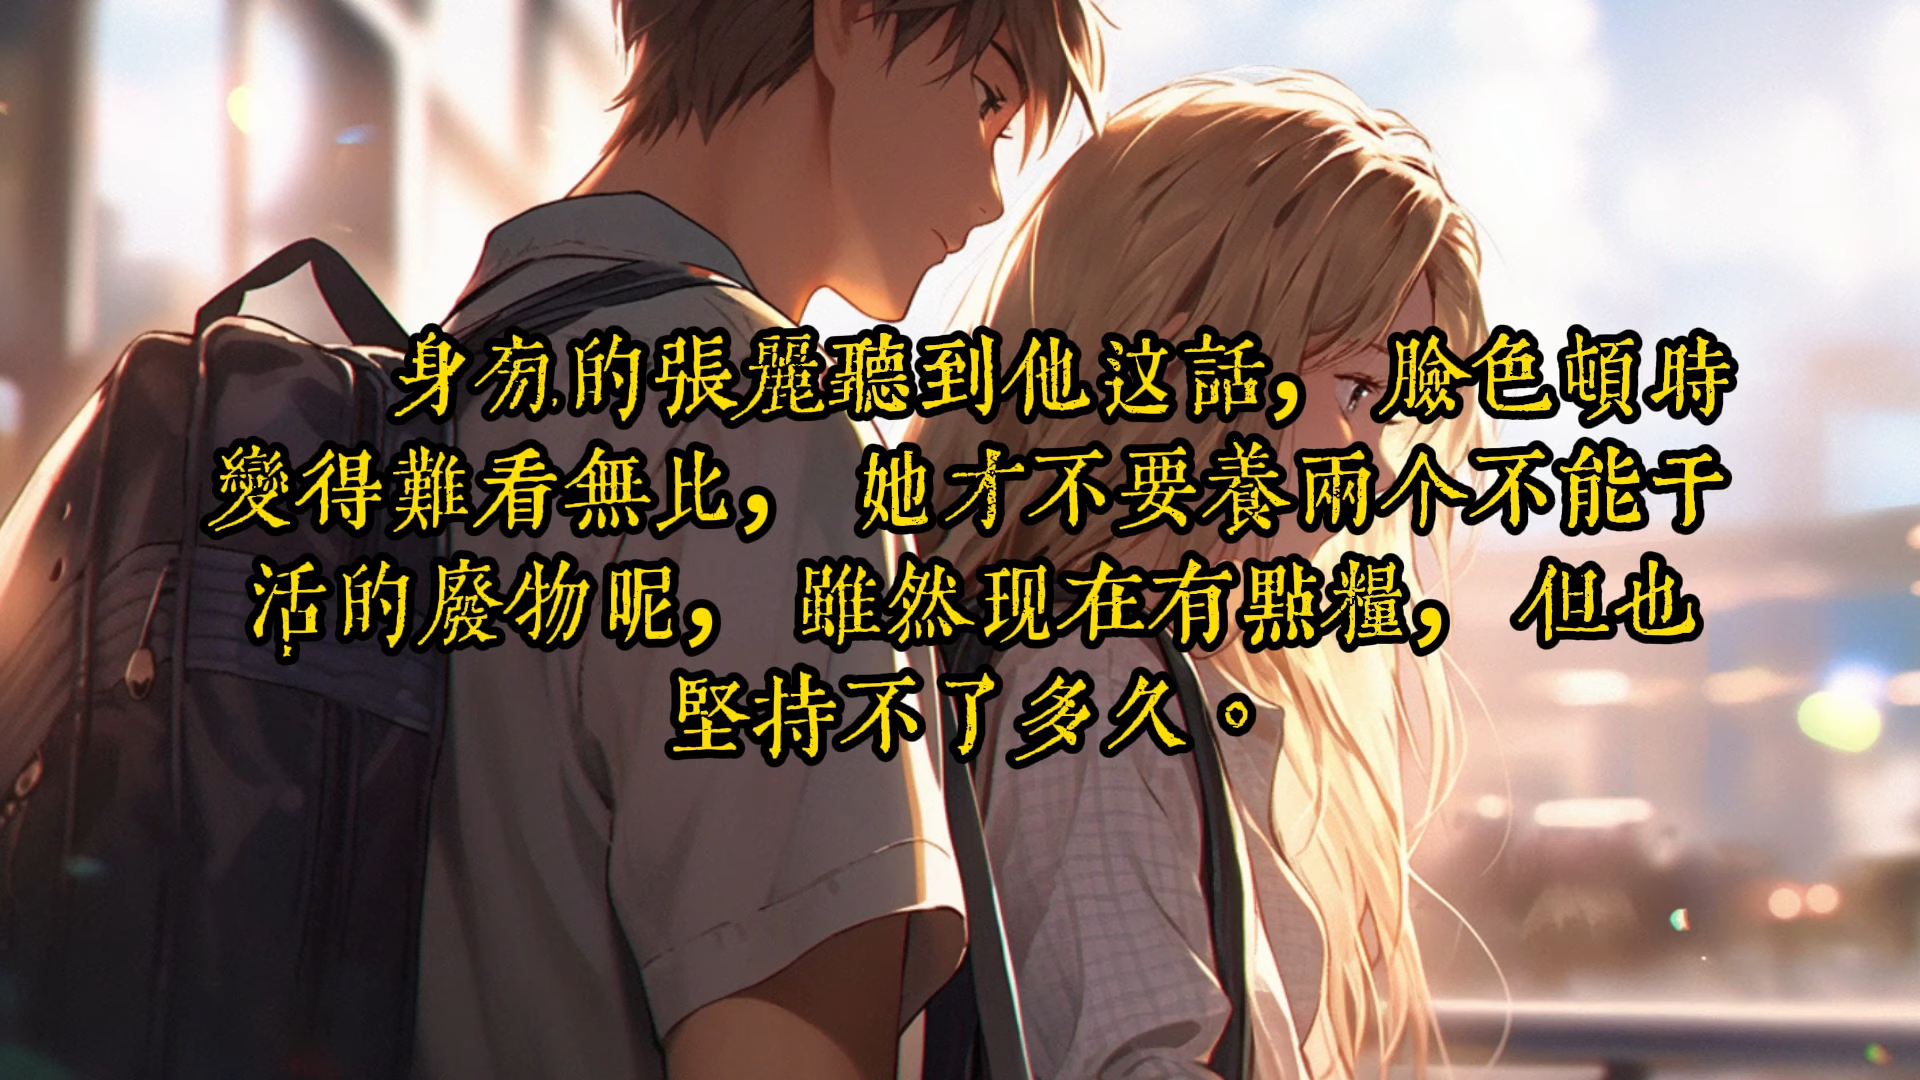 身旁的張麗聽到他这話，臉色頓時
變得難看無比，她才不要養兩个不能干
活的廢物呢，雖然现在有點糧，但也
堅持不了多久。